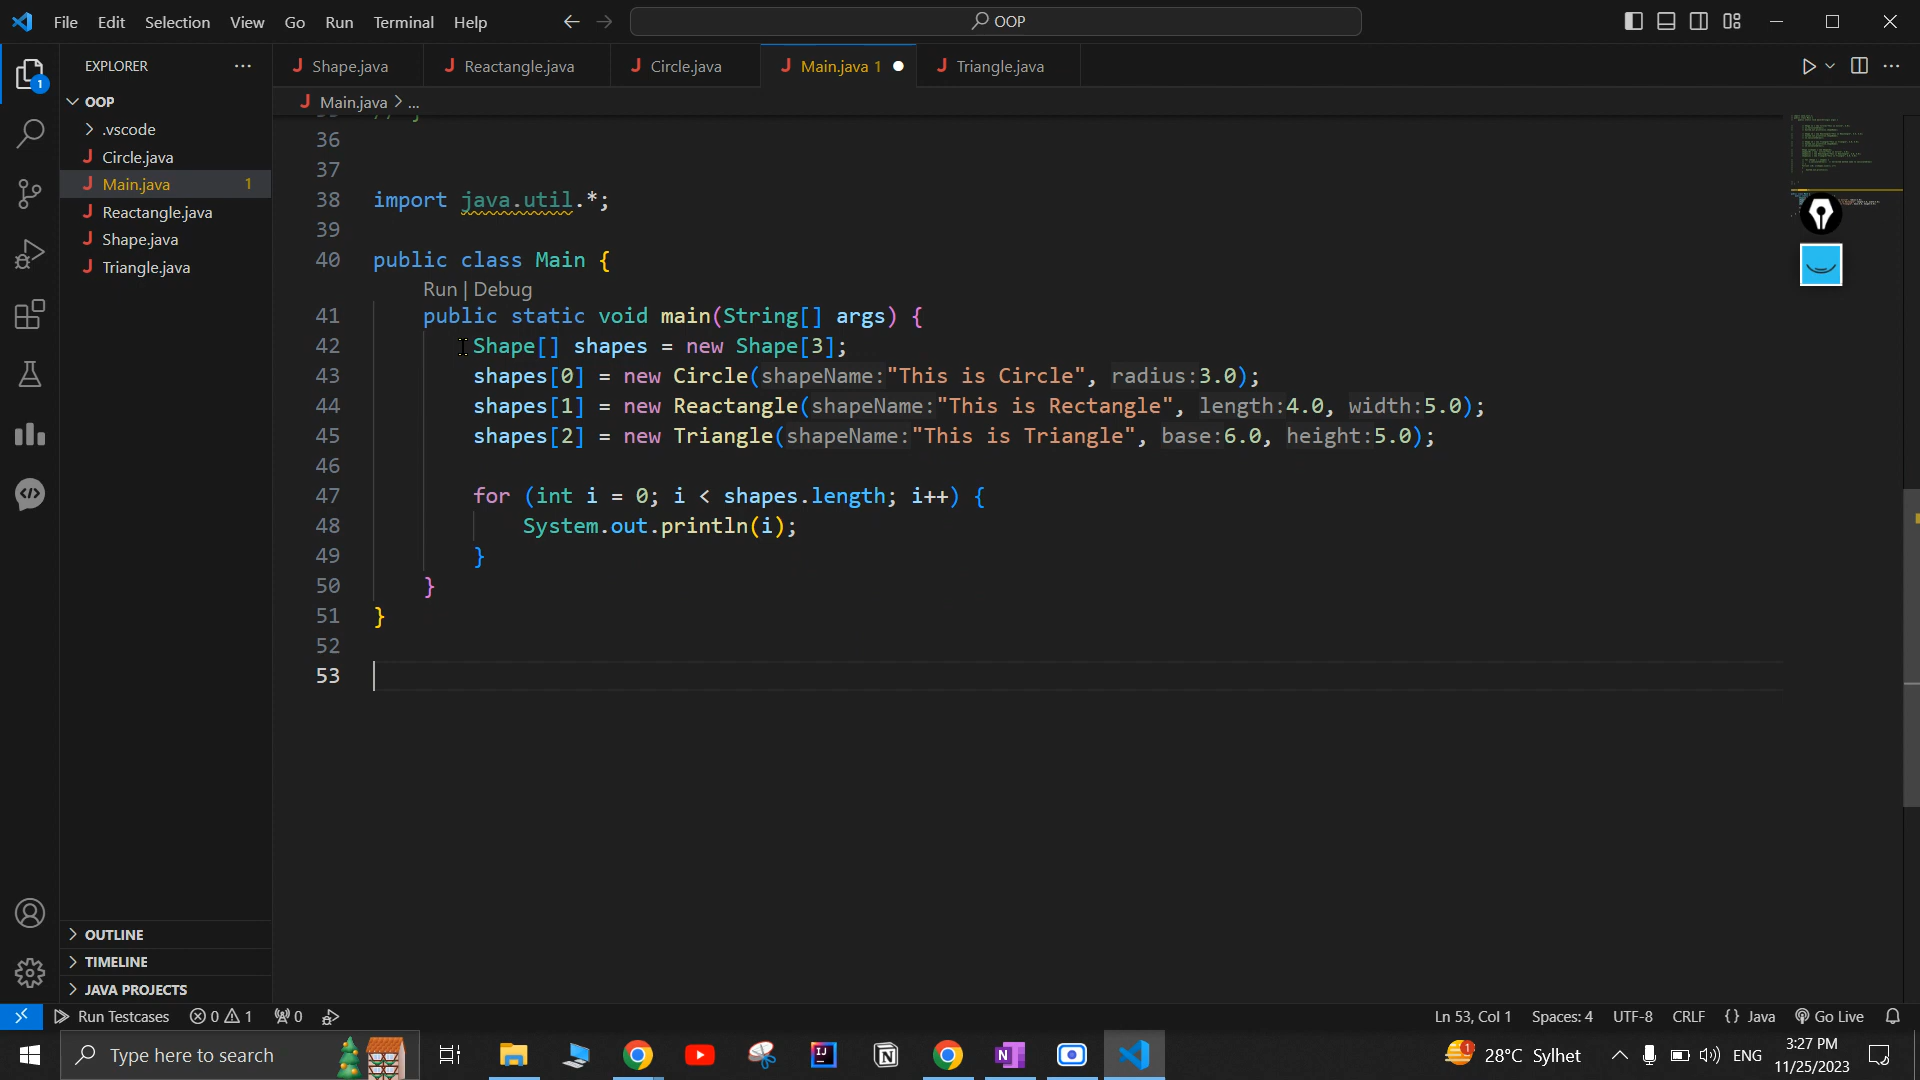 File Edit Selection View Go Run Terminal Help
OOP
EXPLORER
OOP
.vscode
Circle.java
Main.java 1
Reactangle.java
Shape.java
Triangle.java
OUTLINE
TIMELINE
JAVA PROJECTS
Shape.java Reactangle.java Circle.java Main.java 1 Triangle.java
Main.java > ...
36
37
38 import java.util.*;
39
40 public class Main {
Run | Debug
41 public static void main(String[] args) {
42 Shape[] shapes = new Shape[3];
43 shapes[0] = new Circle(shapeName:"This is Circle", radius:3.0);
44 shapes[1] = new Reactangle(shapeName:"This is Rectangle", length:4.0, width:5.0);
45 shapes[2] = new Triangle(shapeName:"This is Triangle", base:6.0, height:5.0);
46
47 for (int i = 0; i < shapes.length; i++) {
48 System.out.println(i);
49 }
50 }
51 }
52
53
Run Testcases 0 1 0 Ln 53, Col 1 Spaces: 4 UTF-8 CRLF {} Java Go Live
Type here to search
28°C Sylhet ENG
3:27 PM
11/25/2023